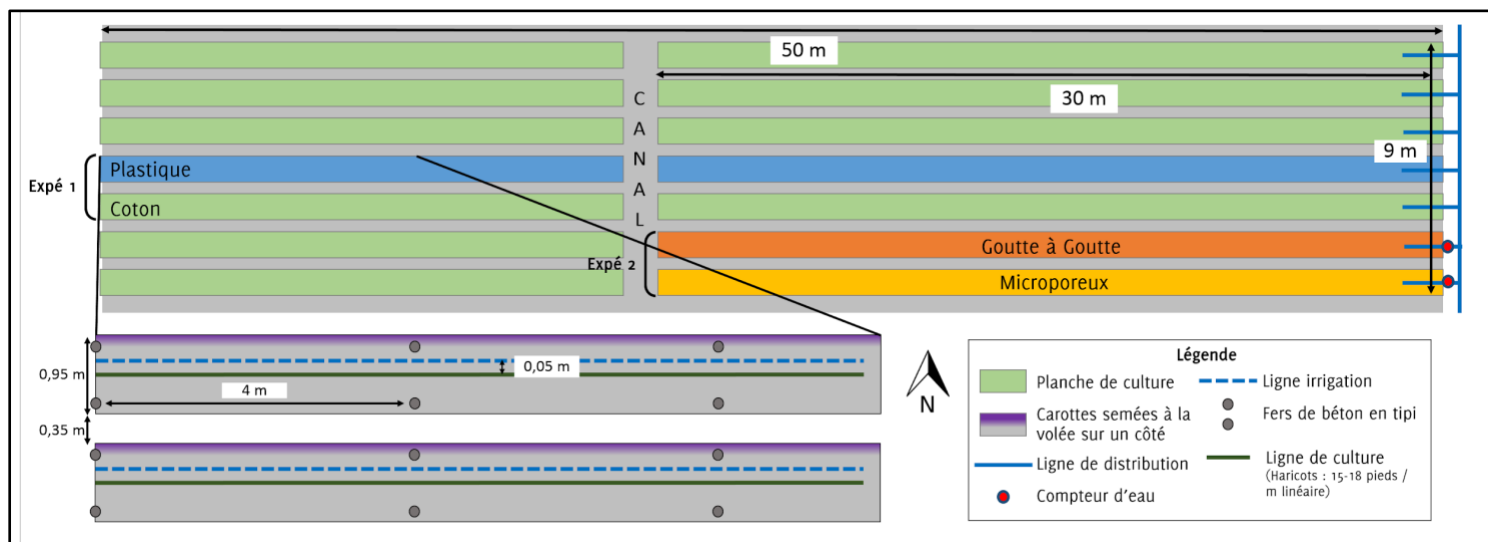 50 m
30 m
9 m
C
A
N
A
L
Expé 1
Plastique
Coton
Expé 2
Goutte à Goutte
Microporeux
0,95 m
0,05 m
4 m
0,35 m
N
Légende
Planche de culture
Ligne irrigation
Carottes semées à la
volée sur un côté
Fers de béton en tipi
Ligne de distribution
Ligne de culture
(Haricots : 15-18 pieds /
m linéaire)
Compteur d'eau